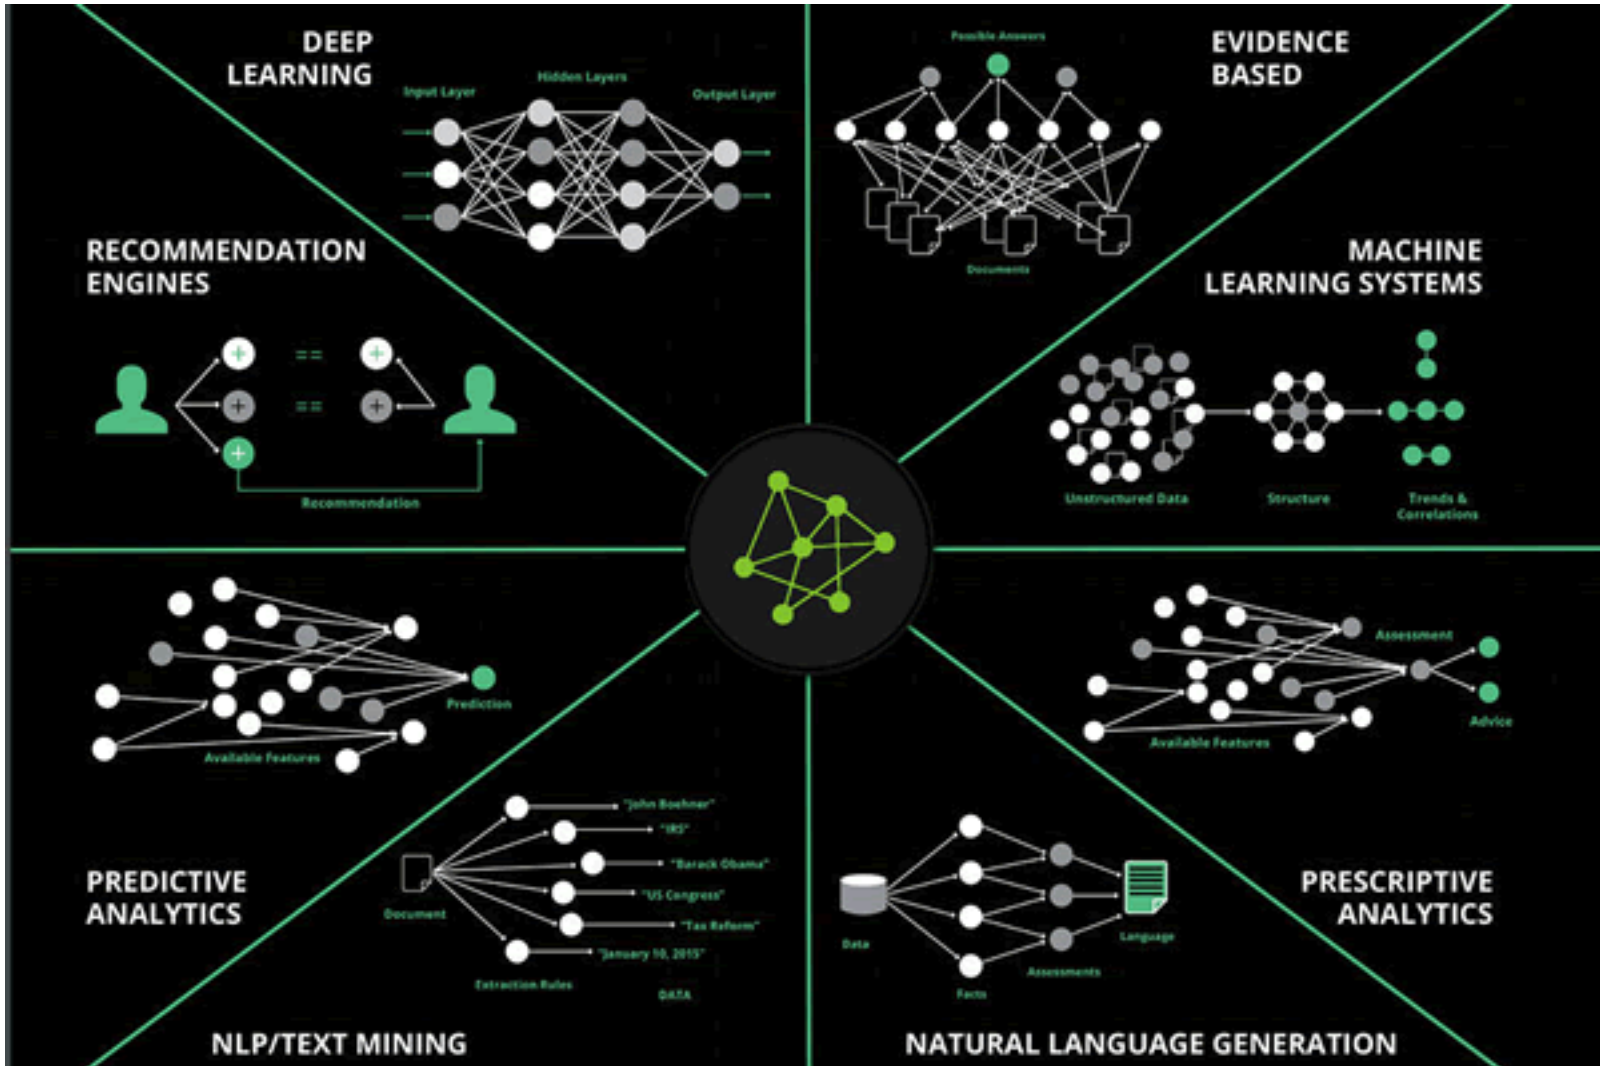 DEEP
LEARNING
Input Layer
Hidden Layers
Output Layer
Possible Answers
Documents
EVIDENCE
BASED
RECOMMENDATION
ENGINES
+ == +
+ == +
+
Recommendation
MACHINE
LEARNING SYSTEMS
Unstructured Data
Structure
Trends &
Correlations
Prediction
Available Features
PREDICTIVE
ANALYTICS
Assessment
Advice
Available Features
PRESCRIPTIVE
ANALYTICS
Document
"John Boehner"
"IRS"
"Barack Obama"
"US Congress"
"Tax Reform"
"January 10, 2015"
Extraction Rules
DATA
NLP/TEXT MINING
Data
Facts
Assessments
Language
NATURAL LANGUAGE GENERATION